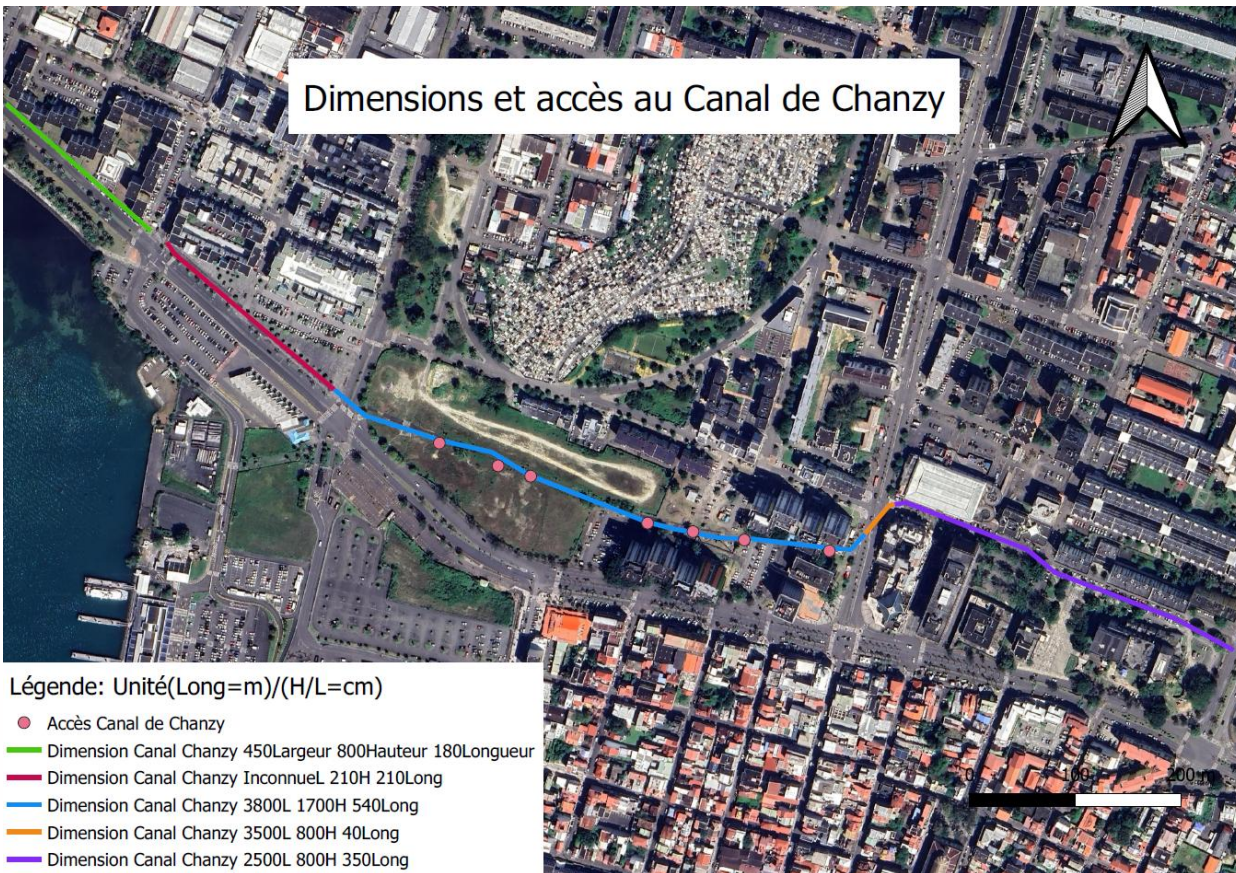 Dimensions et accès au Canal de Chanzy
Légende: Unité(Long=m)/(H/L=cm)
Accès Canal de Chanzy
Dimension Canal Chanzy 450Largeur 800Hauteur 180Longueur
Dimension Canal Chanzy InconnueL 210H 210Long
Dimension Canal Chanzy 3800L 1700H 540Long
Dimension Canal Chanzy 3500L 800H 40Long
Dimension Canal Chanzy 2500L 800H 350Long
0 100 200 m